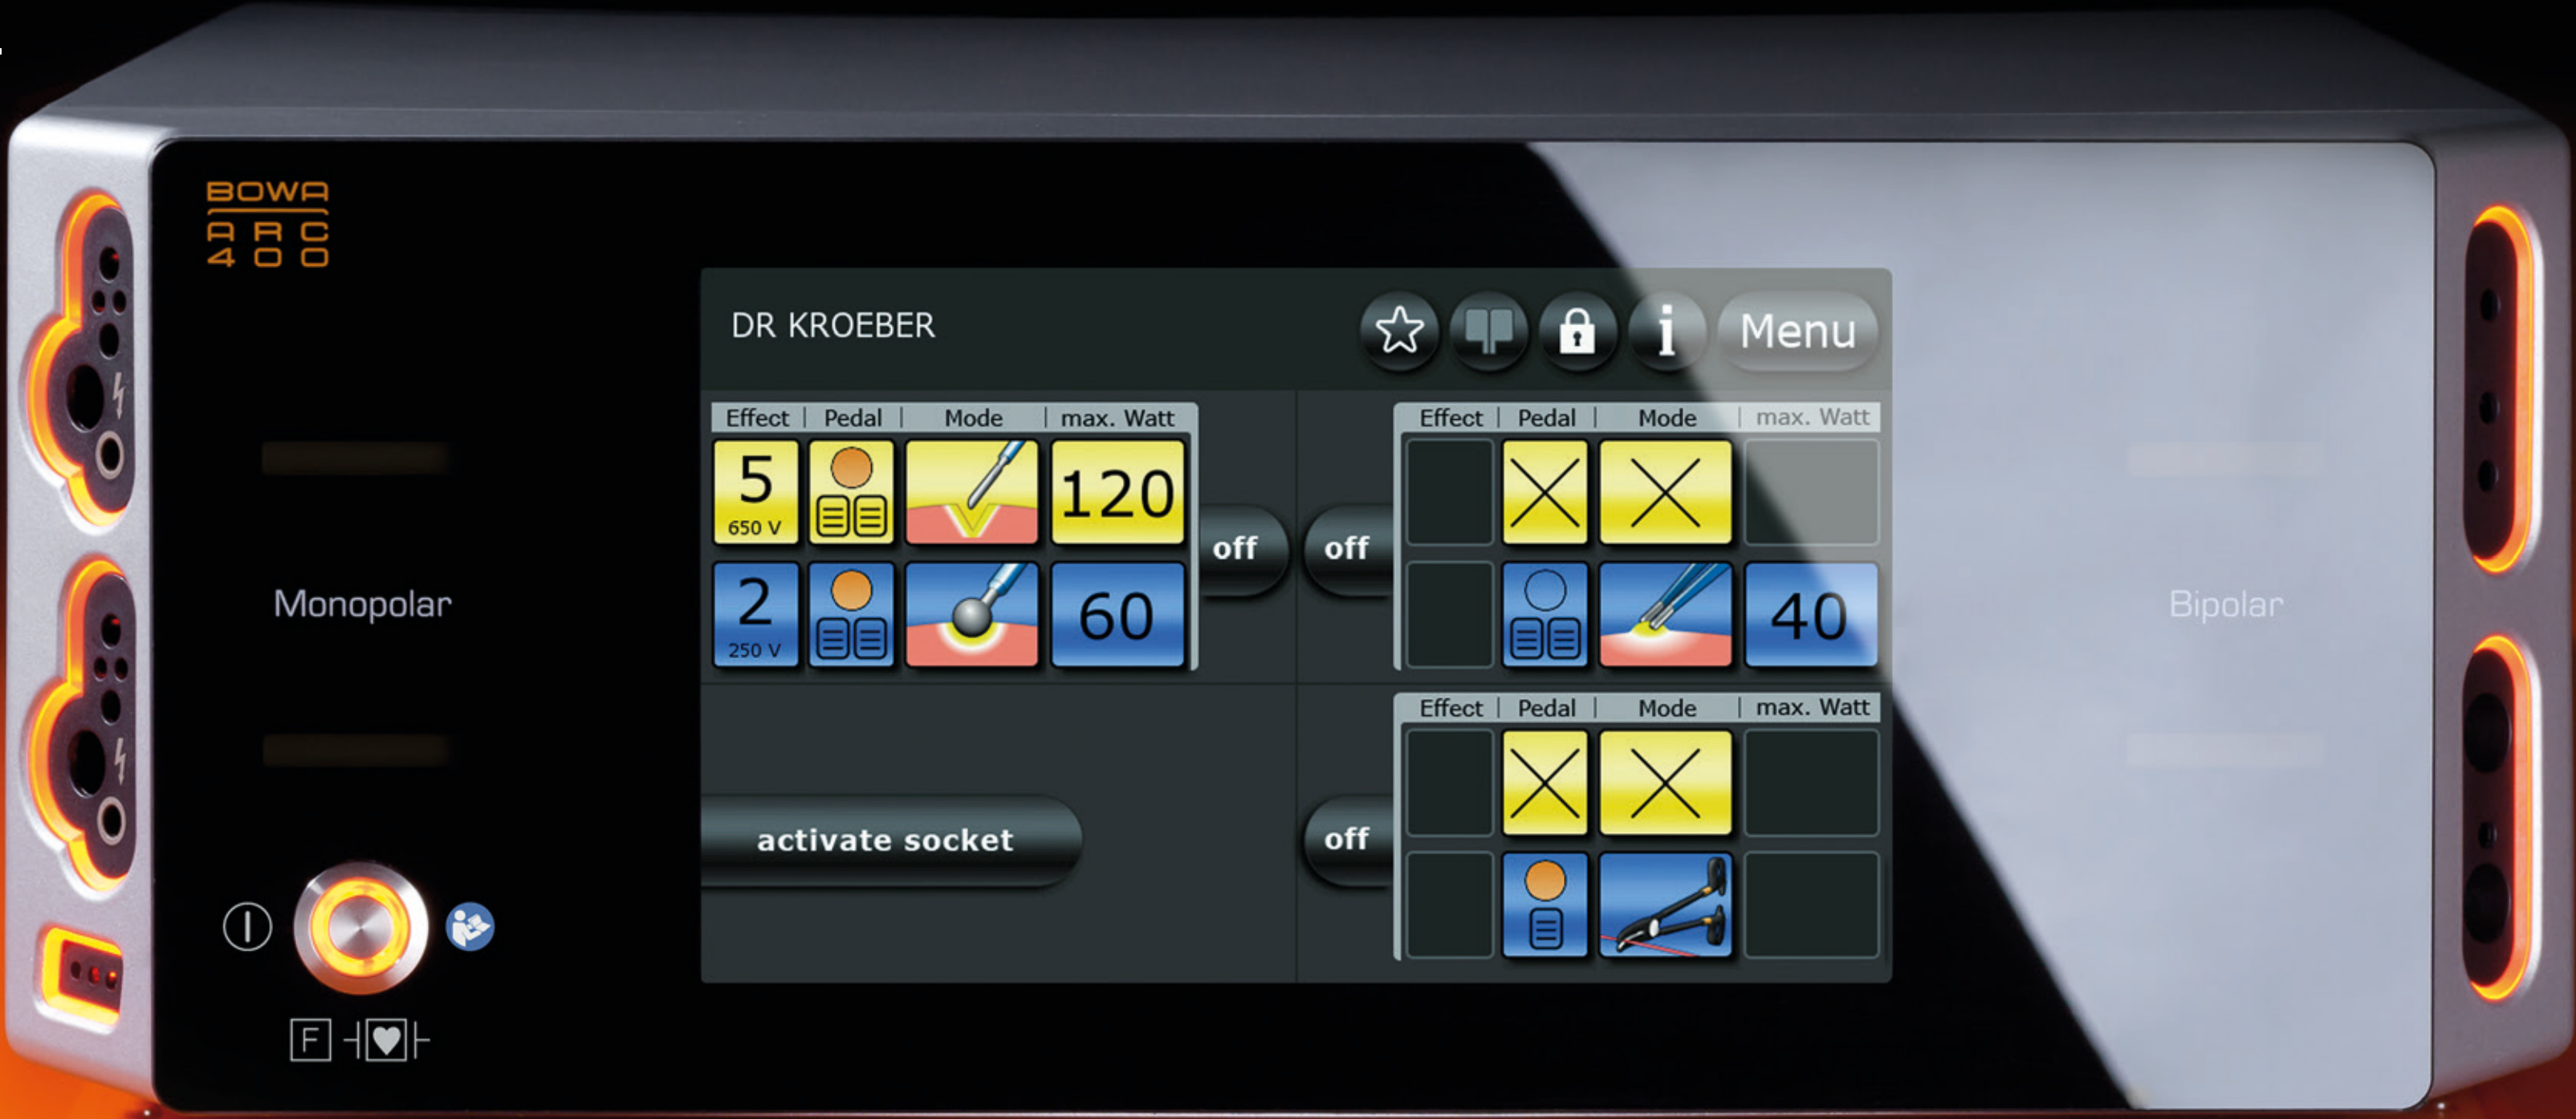 BOWA
ARC
400
DR KROEBER
i
Menu
Effect | Pedal | Mode | max. Watt
5
650 V
120
2
250 V
60
off
off
Effect | Pedal | Mode | max. Watt
40
Monopolar
Bipolar
activate socket
off
Effect | Pedal | Mode | max. Watt
F